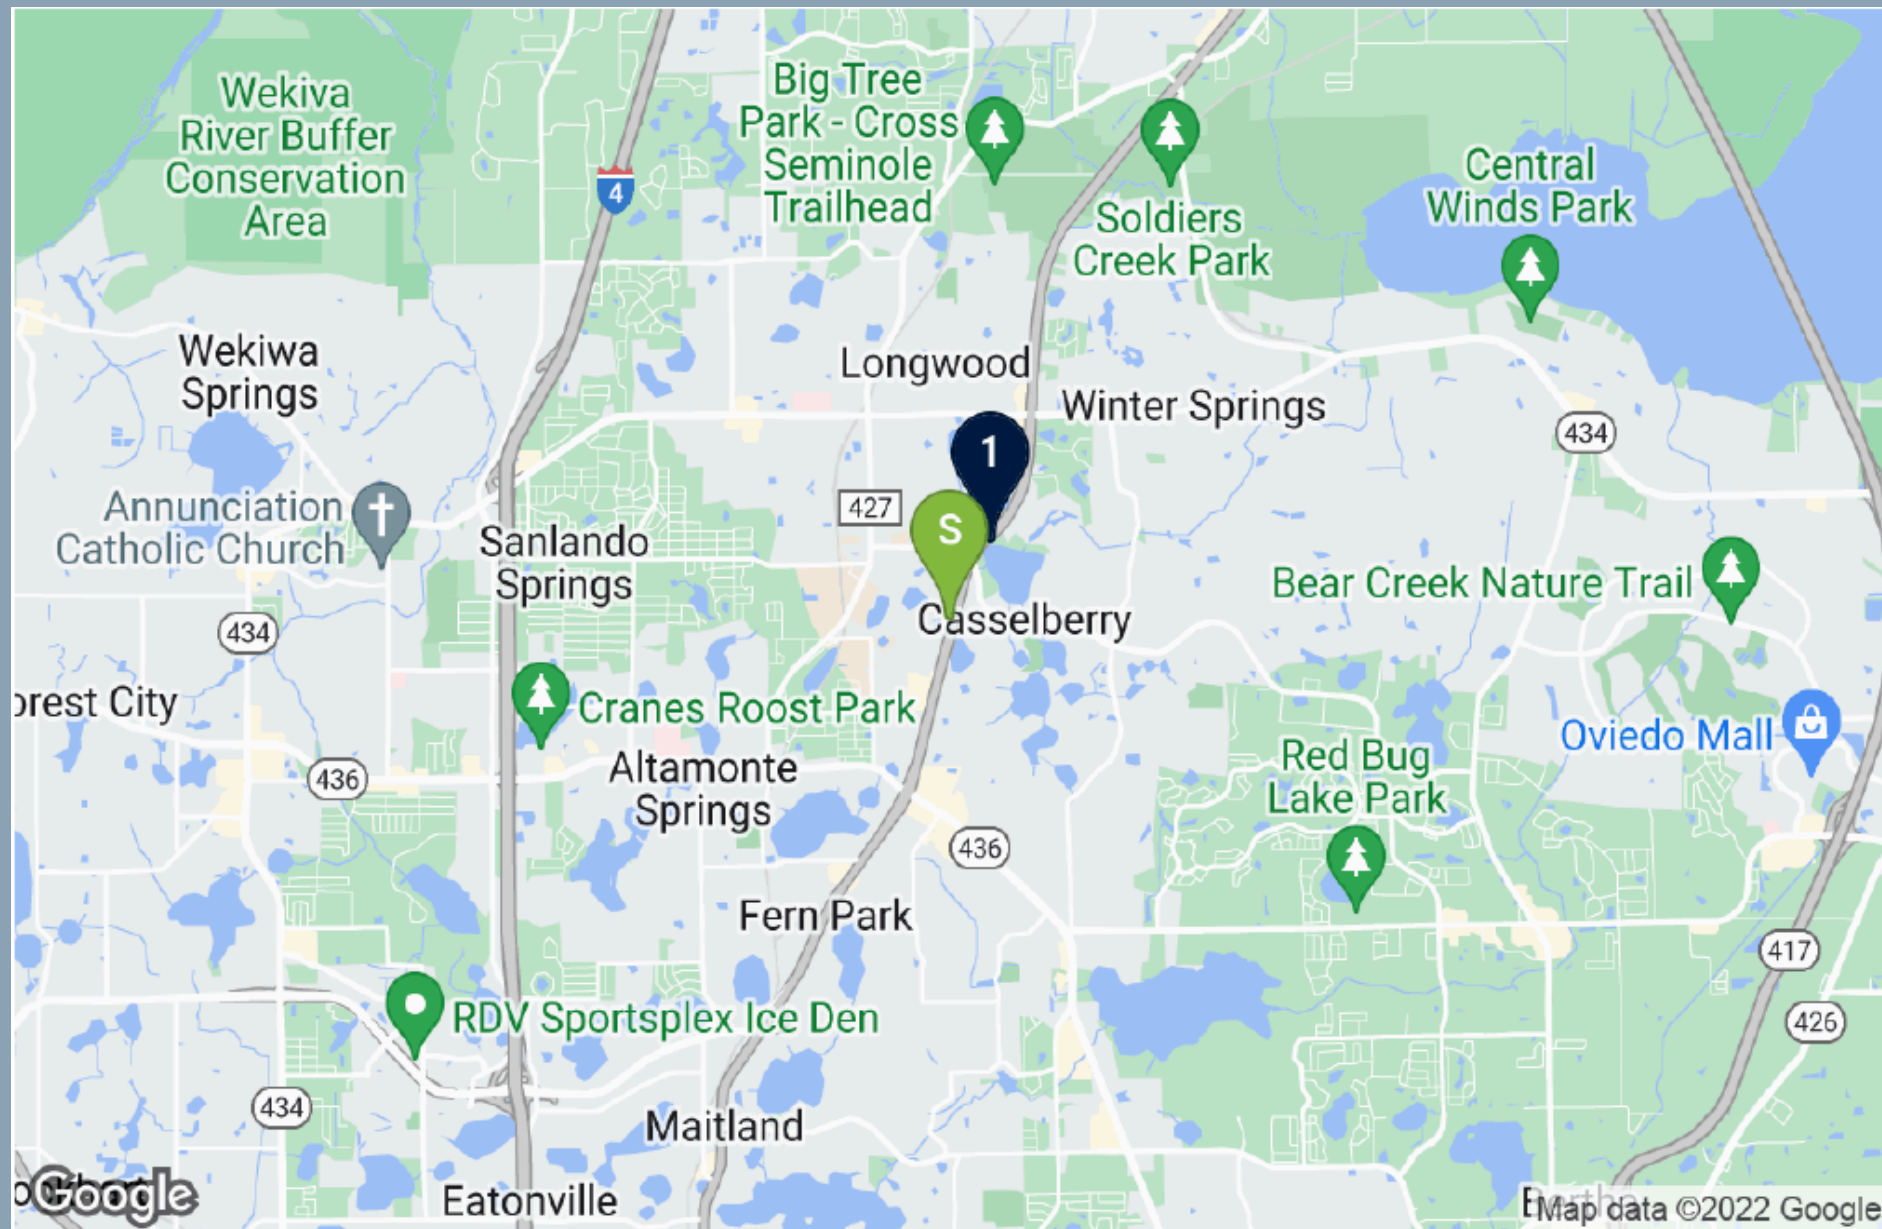 Wekiva
River Buffer
Conservation
Area
4
Big Tree
Park - Cross
Seminole
Trailhead
Soldiers
Creek Park
Central
Winds Park
Wekiwa
Springs
Longwood
Winter Springs
434
1
Annunciation
Catholic Church
427
S
Sanlando
Springs
Casselberry
Bear Creek Nature Trail
434
orest City
Cranes Roost Park
Oviedo Mall
436
Altamonte
Springs
Red Bug
Lake Park
436
Fern Park
417
RDV Sportsplex Ice Den
426
434
Maitland
Google
Eatonville
Map data ©2022 Google